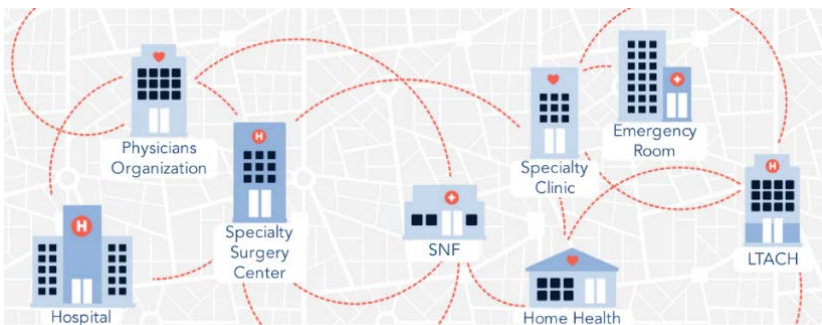 Physicians
Organization
Emergency
Room
Specialty
Clinic
H
Specialty
Surgery
Center
SNF
H
LTACH
H
Hospital
Home Health